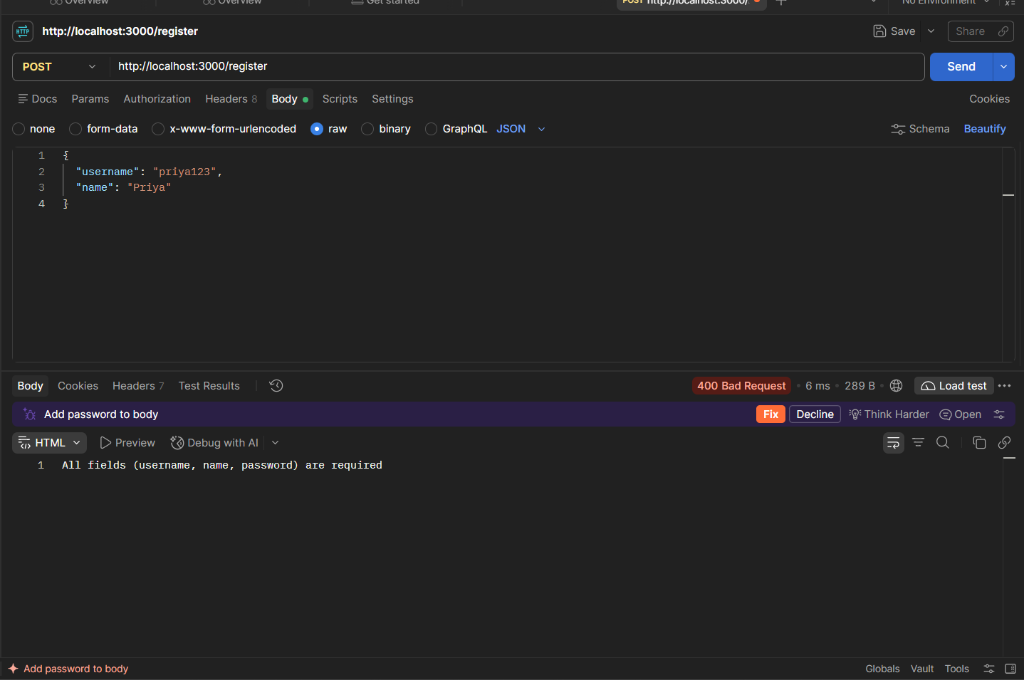 Overview
Overview
Get started
POST http://localhost:3000/
No Environment
HTTP http://localhost:3000/register
Save
Share
POST
http://localhost:3000/register
Send
Docs Params Authorization Headers 8 Body Scripts Settings
Cookies
none form-data x-www-form-urlencoded raw binary GraphQL JSON
Schema Beautify
1 {
2 "username": "priya123",
3 "name": "Priya"
4 }
Body Cookies Headers 7 Test Results
400 Bad Request • 6 ms • 289 B • Load test
Add password to body
Fix Decline Think Harder Open
HTML Preview Debug with AI
1 All fields (username, name, password) are required
Add password to body
Globals Vault Tools